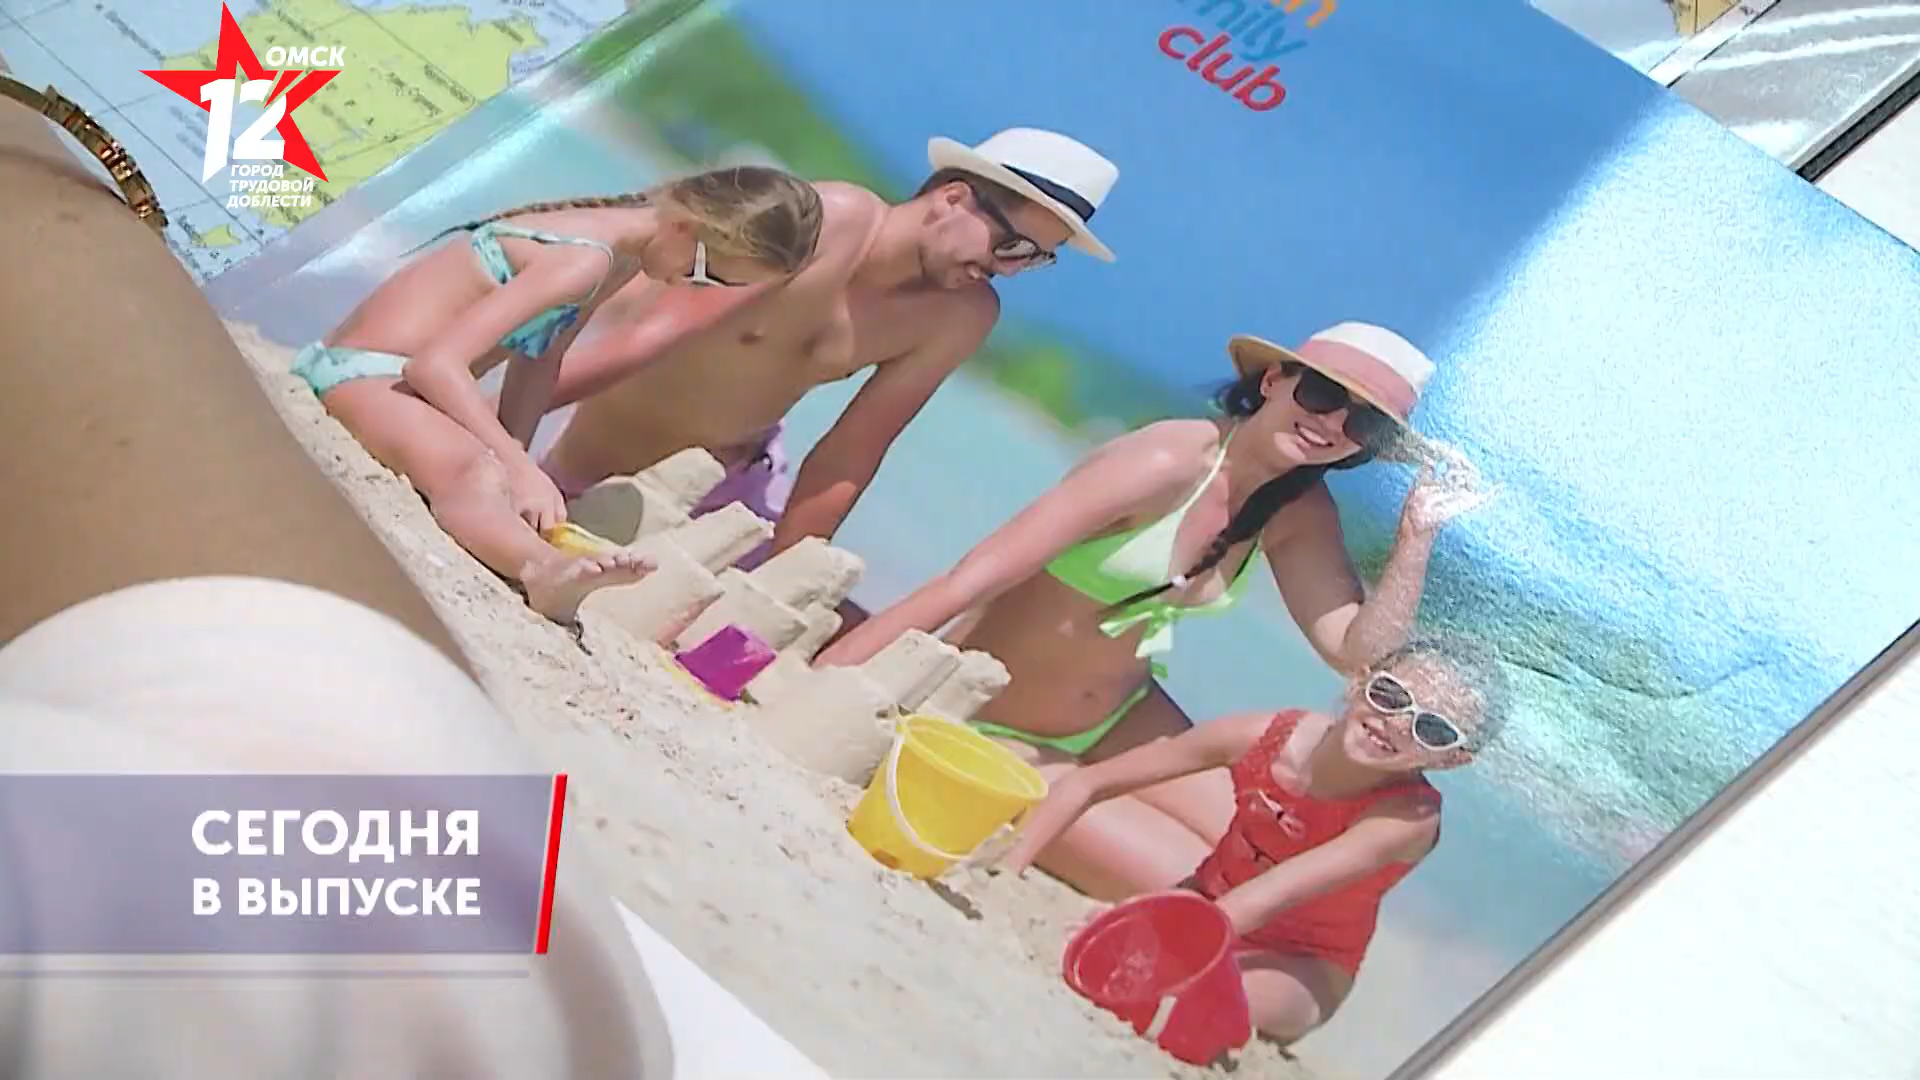 ОМСК
12
ГОРОД
ТРУДОВОЙ
ДОБЛЕСТИ
club
СЕГОДНЯ
В ВЫПУСКЕ